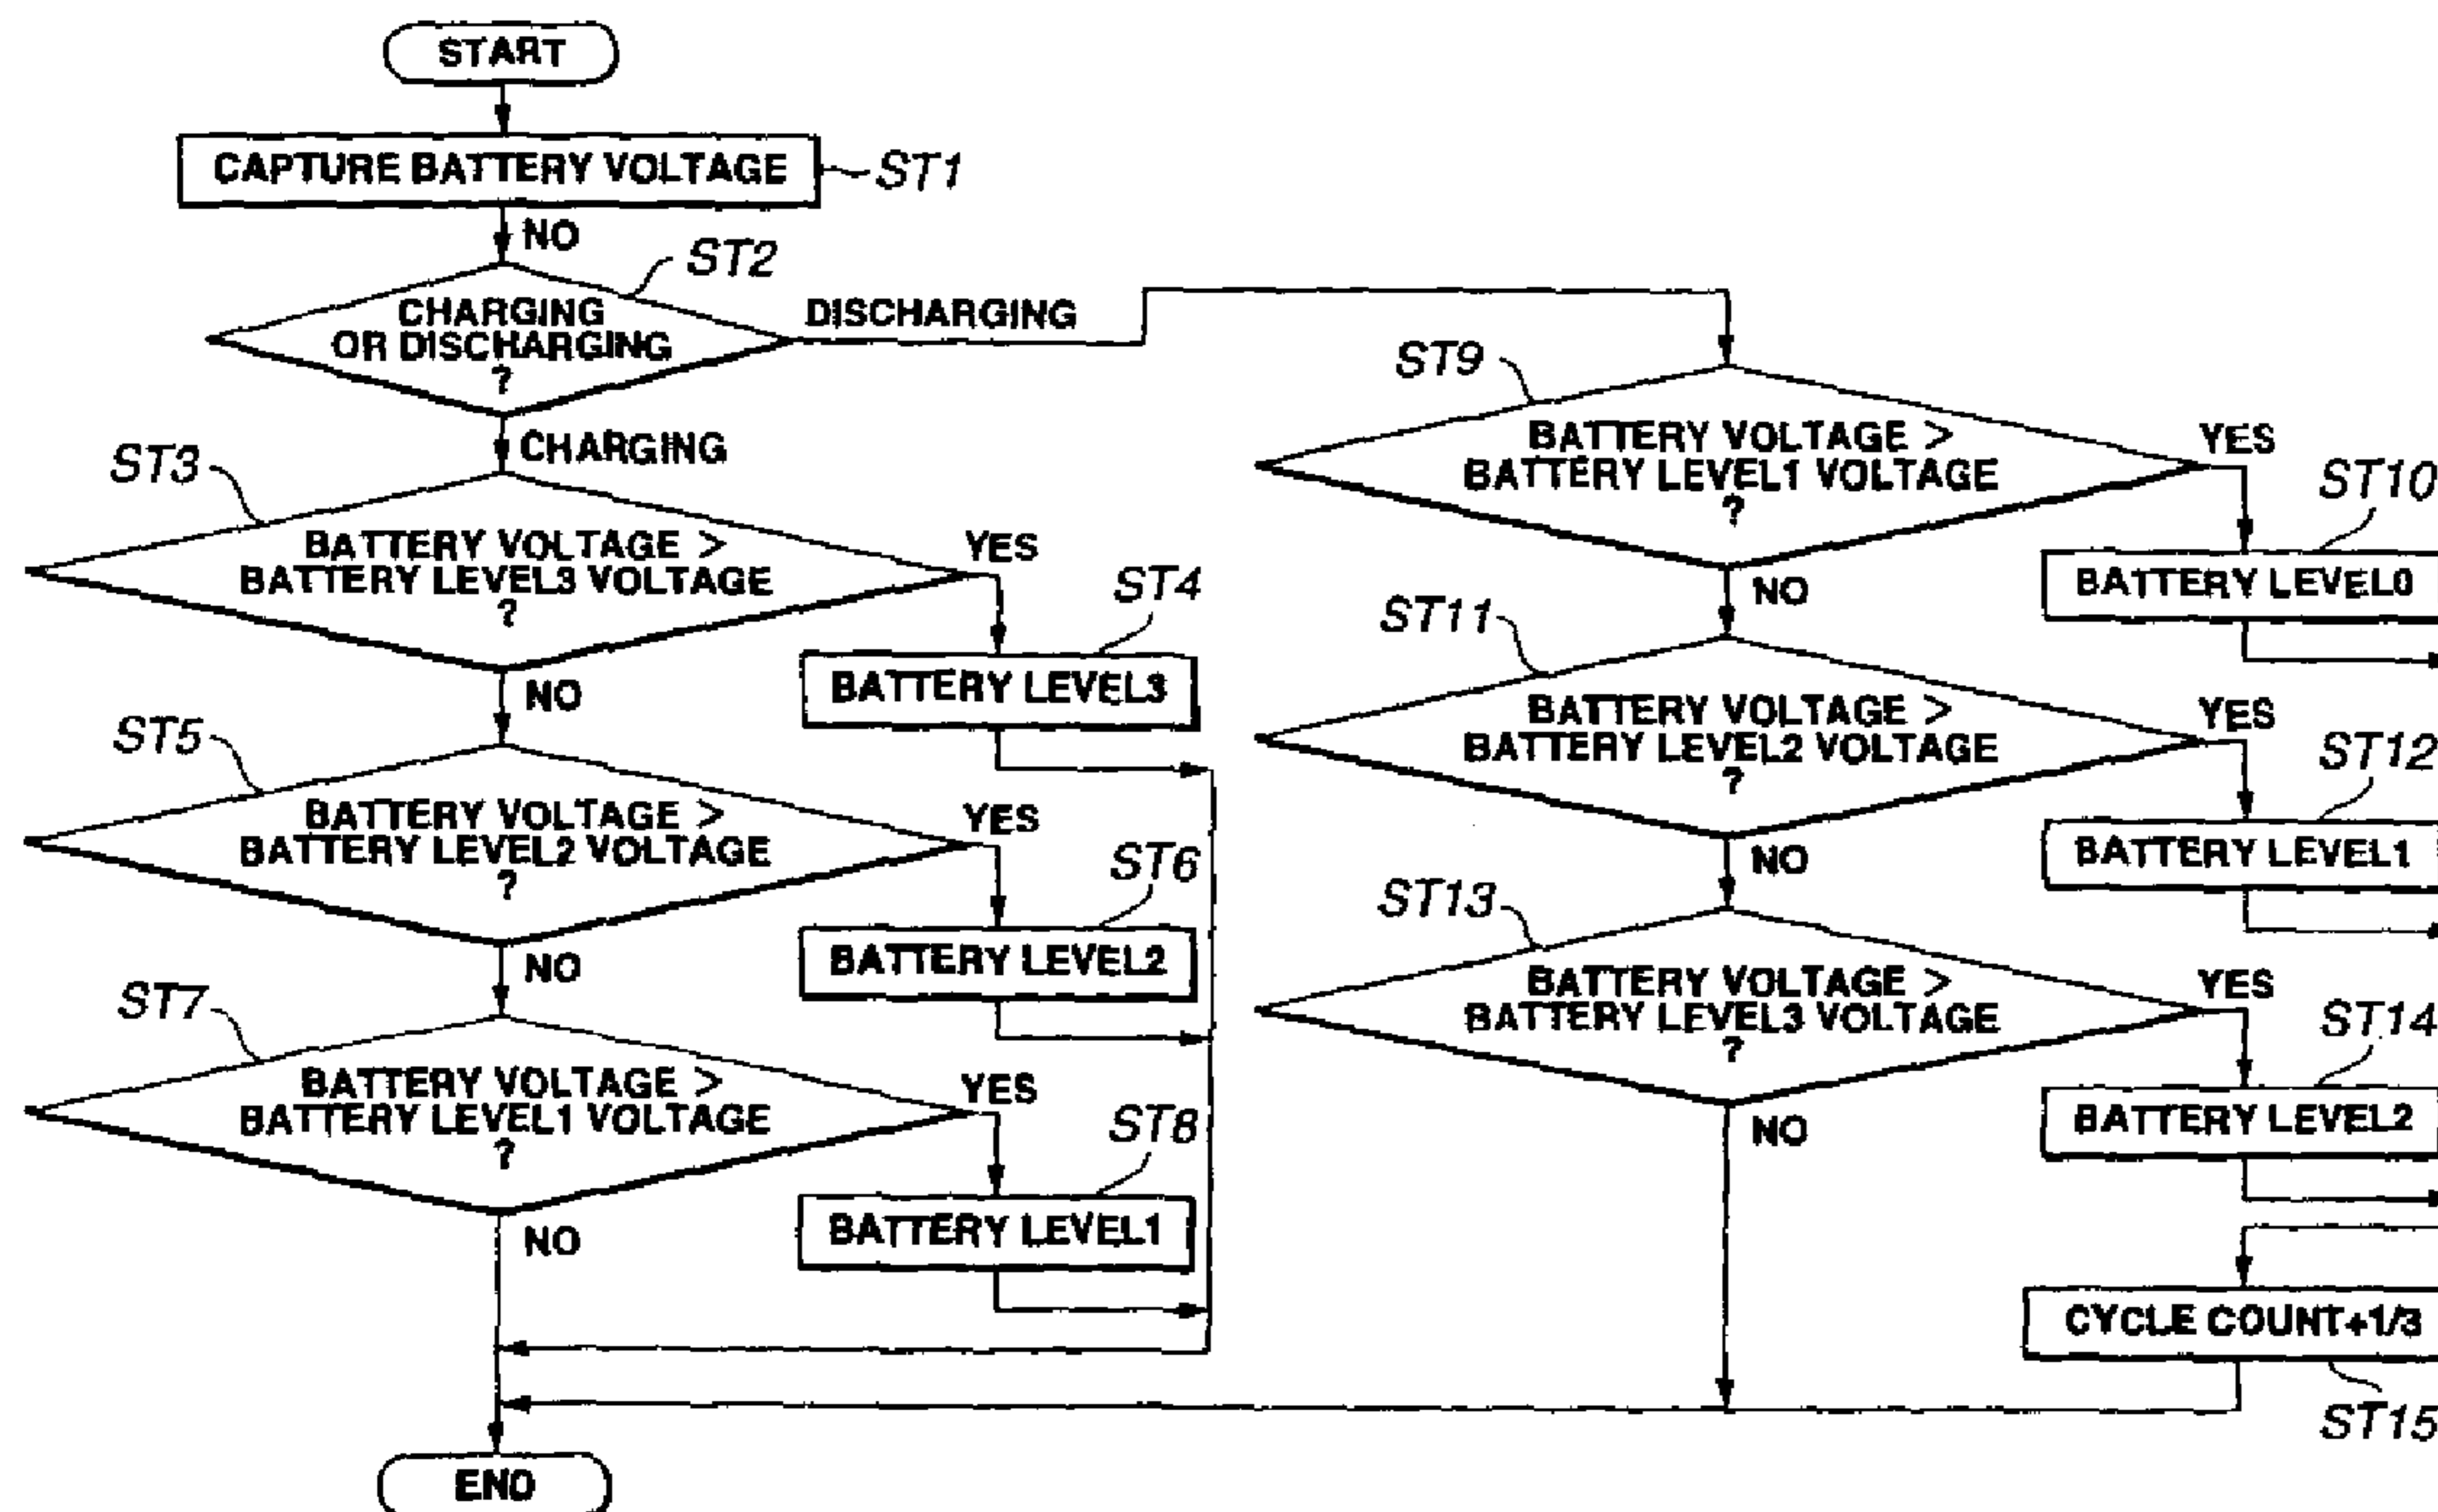 START
CAPTURE BATTERY VOLTAGE
ST1
NO
ST2
CHARGING
OR DISCHARGING
?
DISCHARGING
CHARGING
ST3
BATTERY VOLTAGE >
BATTERY LEVEL3 VOLTAGE
?
YES
ST4
BATTERY LEVEL3
NO
ST5
BATTERY VOLTAGE >
BATTERY LEVEL2 VOLTAGE
?
YES
ST6
BATTERY LEVEL2
NO
ST7
BATTERY VOLTAGE >
BATTERY LEVEL1 VOLTAGE
?
YES
ST8
BATTERY LEVEL1
NO
ST9
BATTERY VOLTAGE >
BATTERY LEVEL1 VOLTAGE
?
YES
ST10
BATTERY LEVEL0
NO
ST11
BATTERY VOLTAGE >
BATTERY LEVEL2 VOLTAGE
?
YES
ST12
BATTERY LEVEL1
NO
ST13
BATTERY VOLTAGE >
BATTERY LEVEL3 VOLTAGE
?
YES
ST14
BATTERY LEVEL2
NO
CYCLE COUNT+1/3
ST15
END